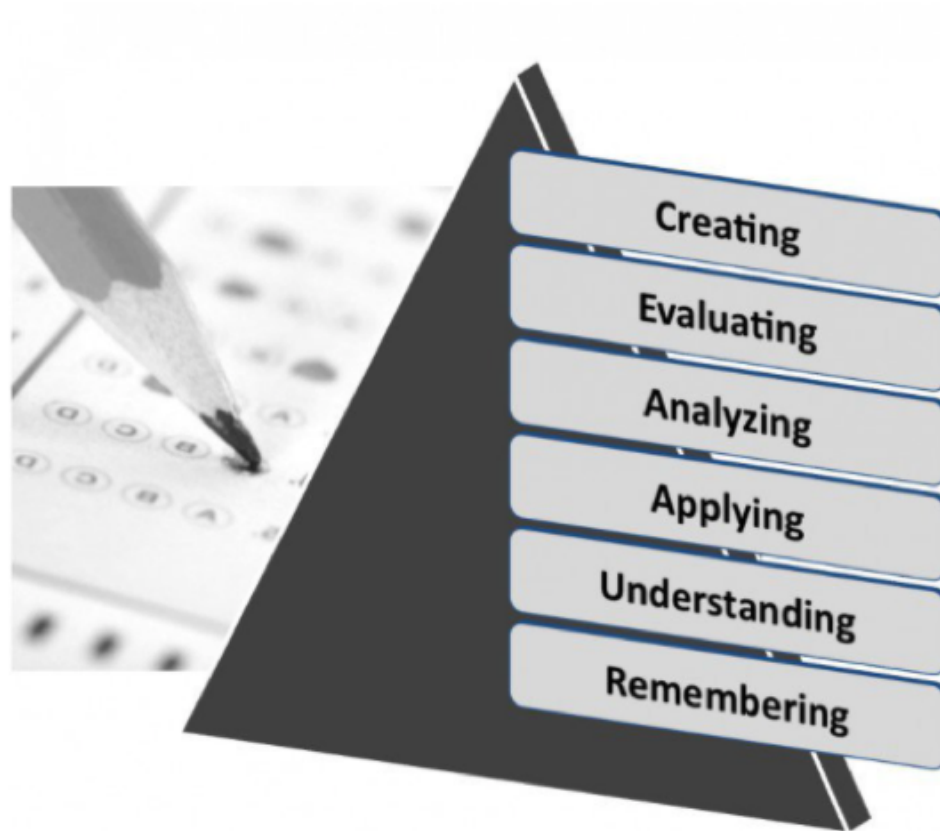 Creating
Evaluating
Analyzing
Applying
Understanding
Remembering